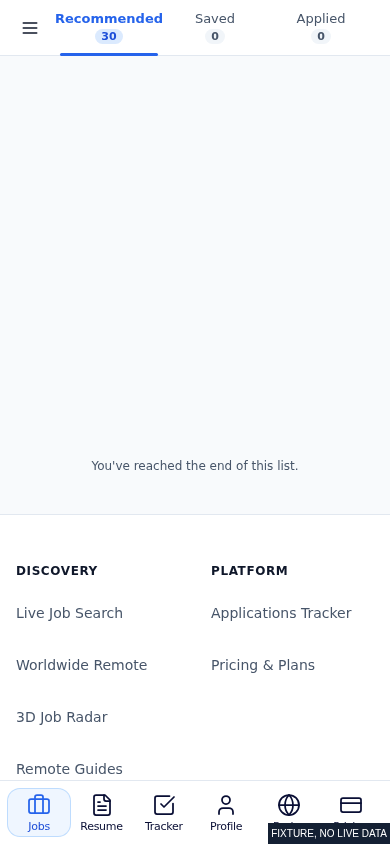 Recommended
30
Saved
0
Applied
0
You've reached the end of this list.
DISCOVERY
PLATFORM
Live Job Search
Applications Tracker
Worldwide Remote
Pricing & Plans
3D Job Radar
Remote Guides
Jobs
Resume
Tracker
Profile
FIXTURE, NO LIVE DATA